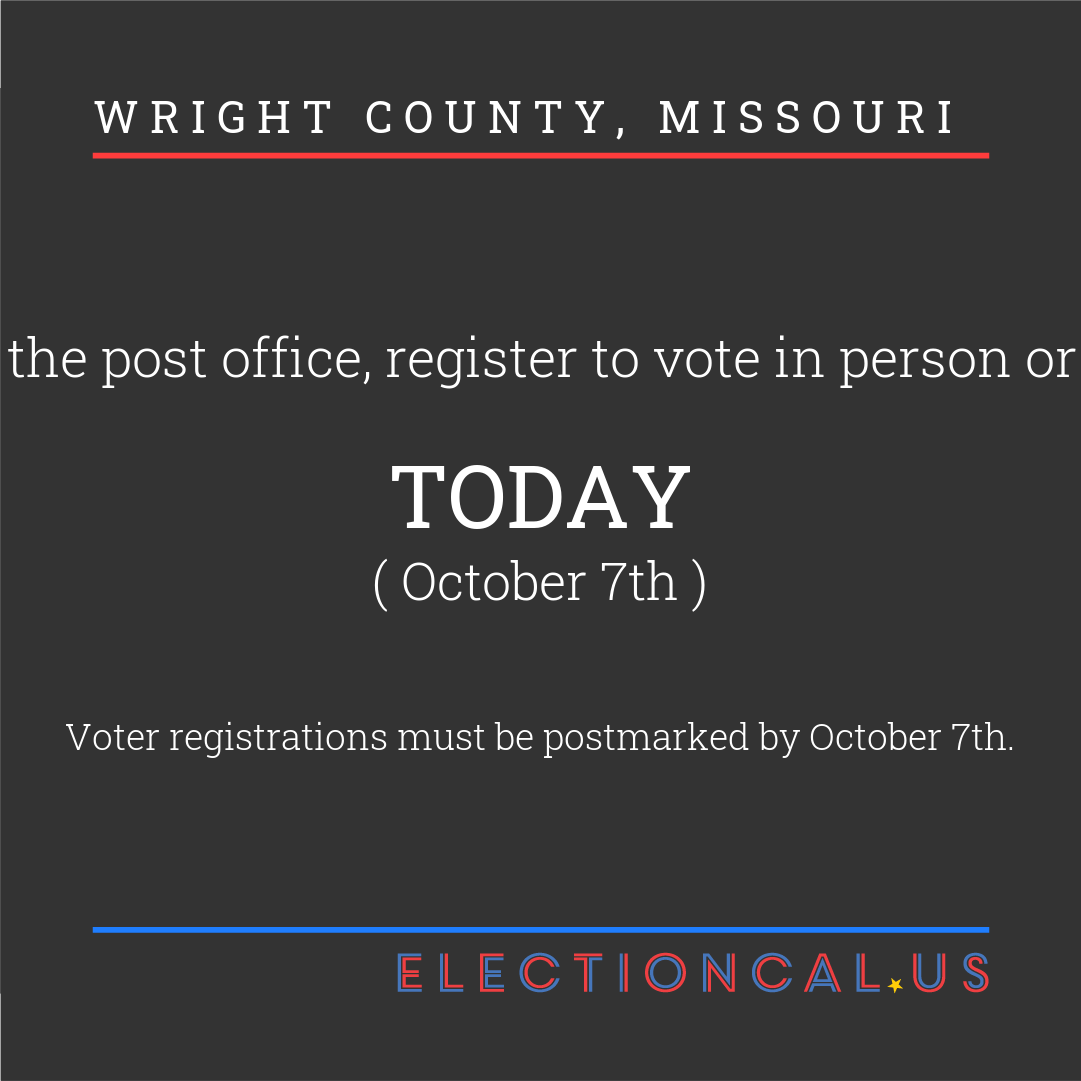 WRIGHT COUNTY, MISSOURI
the post office, register to vote in person or
TODAY
( October 7th )
Voter registrations must be postmarked by October 7th.
ELECTIONCAL.US